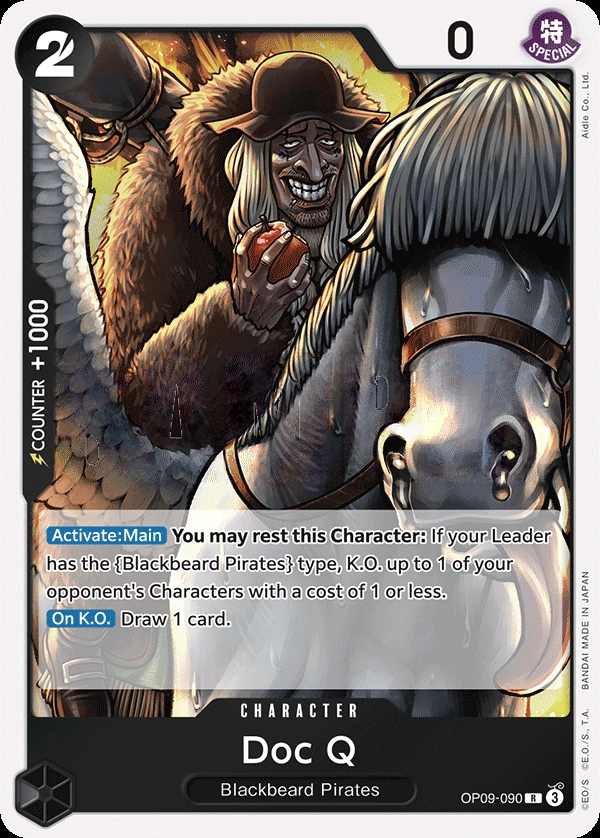 2
0
特
SPECIAL
Aidle Co., Ltd.
COUNTER +1000
Activate:Main You may rest this Character: If your Leader
has the {Blackbeard Pirates} type, K.O. up to 1 of your
opponent's Characters with a cost of 1 or less.
On K.O. Draw 1 card.
CHARACTER
Doc Q
Blackbeard Pirates
OP09-090 R 3
©EO/S ©E.O./S., T.A. BANDAI MADE IN JAPAN